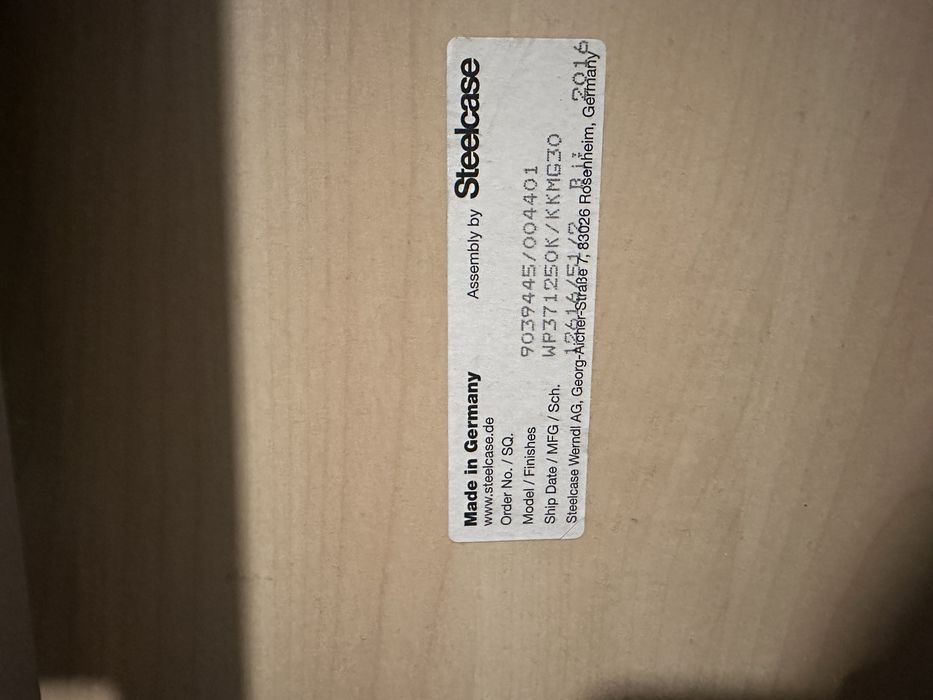 Made in Germany Assembly by Steelcase
www.steelcase.de
Order No. / SQ. 9039445/004401
Model / Finishes WP371250K/KKMG30
Ship Date / MFG / Sch. 2016
Steelcase Werndl AG, Georg-Aicher-Straße 7, 83026 Rosenheim, Germany